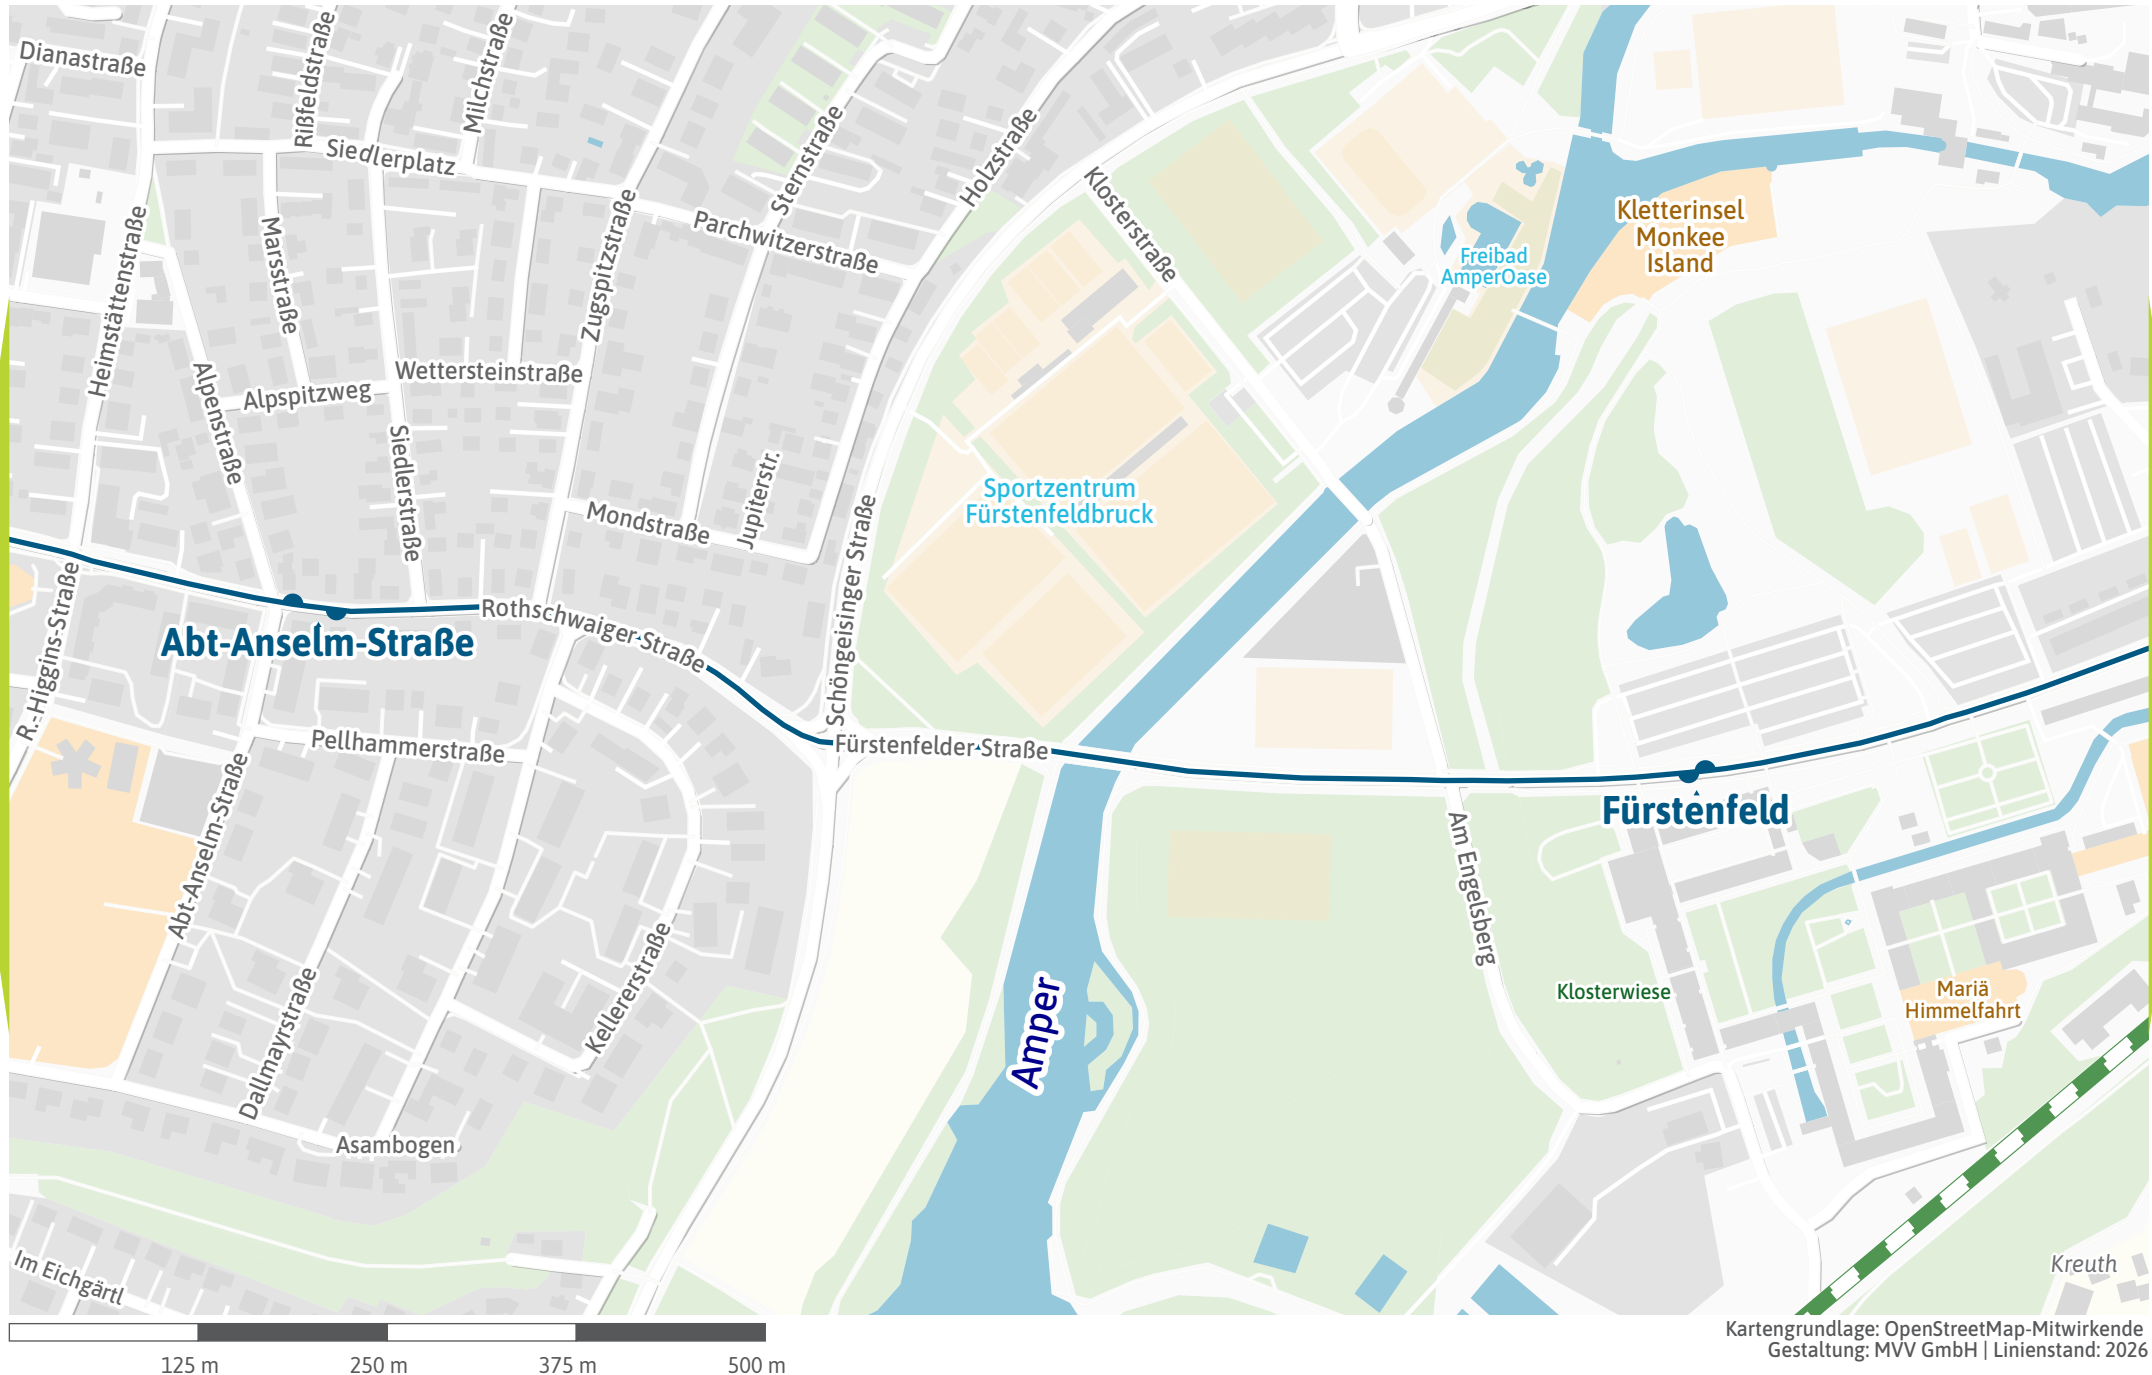 Dianastraße
Rißfeldstraße
Milchstraße
Siedlerplatz
Sternstraße
Holzstraße
Klosterstraße
Parchwitzerstraße
Heimstättenstraße
Marsstraße
Zugspitzstraße
Kletterinsel
Monkee
Island
Freibad
AmperOase
Wettersteinstraße
Alpspitzweg
Alpenstraße
Siedlerstraße
Mondstraße
Jupiterstr.
Schöngeisinger Straße
Sportzentrum
Fürstenfeldbruck
Rothschwaiger Straße
Abt-Anselm-Straße
R.-Higgins-Straße
Pellhammerstraße
Fürstenfelder Straße
Fürstenfeld
Abt-Anselm-Straße
Am Engelsberg
Kellererstraße
Dallmayrstraße
Amper
Klosterwiese
Mariä
Himmelfahrt
Asambogen
Im Eichgärtl
Kreuth
125 m
250 m
375 m
500 m
Kartengrundlage: OpenStreetMap-Mitwirkende
Gestaltung: MVV GmbH | Linienstand: 2026